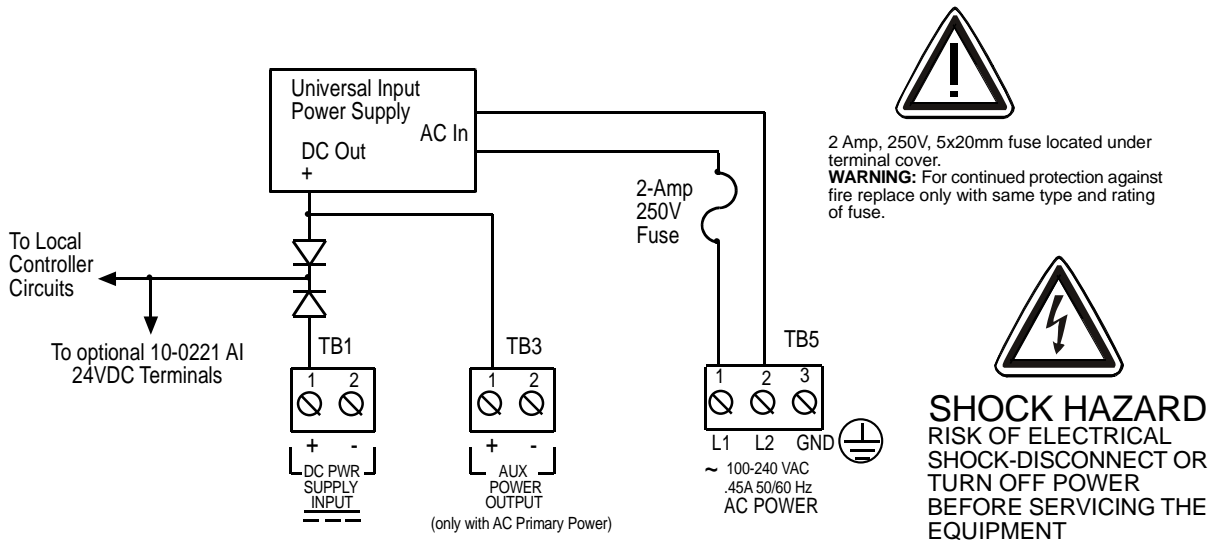 Universal Input
Power Supply
AC In
DC Out
+
2 Amp, 250V, 5x20mm fuse located under
terminal cover.
WARNING: For continued protection against
fire replace only with same type and rating
of fuse.
2-Amp
250V
Fuse
To Local
Controller
Circuits
To optional 10-0221 AI
24VDC Terminals
TB1
1 2
+ -
DC PWR
SUPPLY
INPUT
TB3
1 2
+ -
AUX
POWER
OUTPUT
(only with AC Primary Power)
TB5
1 2 3
L1 L2 GND
~ 100-240 VAC
.45A 50/60 Hz
AC POWER
SHOCK HAZARD
RISK OF ELECTRICAL
SHOCK-DISCONNECT OR
TURN OFF POWER
BEFORE SERVICING THE
EQUIPMENT